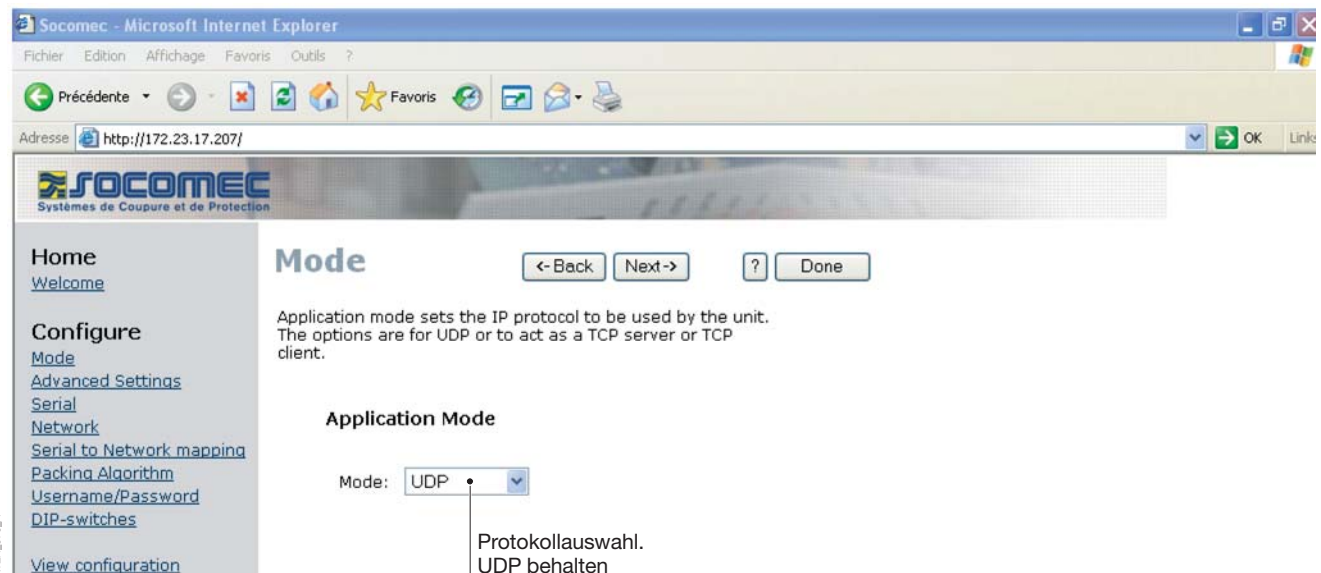 Socomec - Microsoft Internet Explorer
Fichier Edition Affichage Favoris Outils ?
Précédente Favoris
Adresse http://172.23.17.207/ OK Links
SOCOMEC
Systèmes de Coupure et de Protection
Home
Welcome
Configure
Mode
Advanced Settings
Serial
Network
Serial to Network mapping
Packing Algorithm
Username/Password
DIP-switches
View configuration
Mode
<-Back Next-> ? Done
Application mode sets the IP protocol to be used by the unit.
The options are for UDP or to act as a TCP server or TCP
client.
Application Mode
Mode: UDP
Protokollauswahl.
UDP behalten